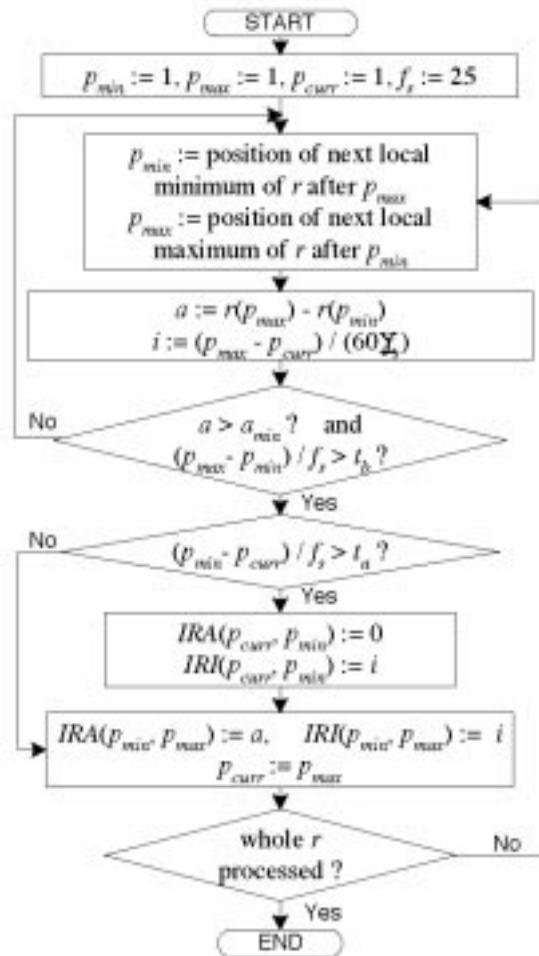 START
p_min := 1, p_max := 1, p_curr := 1, f_s := 25
p_min := position of next local
minimum of r after p_max
p_max := position of next local
maximum of r after p_min
a := r(p_max) - r(p_min)
i := (p_max - p_curr) / (60 )
No
a > a_min ? and
(p_max - p_min) / f_s > t_b ?
Yes
No
(p_min - p_curr) / f_s > t_a ?
Yes
IRA(p_curr, p_min) := 0
IRI(p_curr, p_min) := i
IRA(p_min, p_max) := a, IRI(p_min, p_max) := i
p_curr := p_max
whole r
processed ?
No
Yes
END